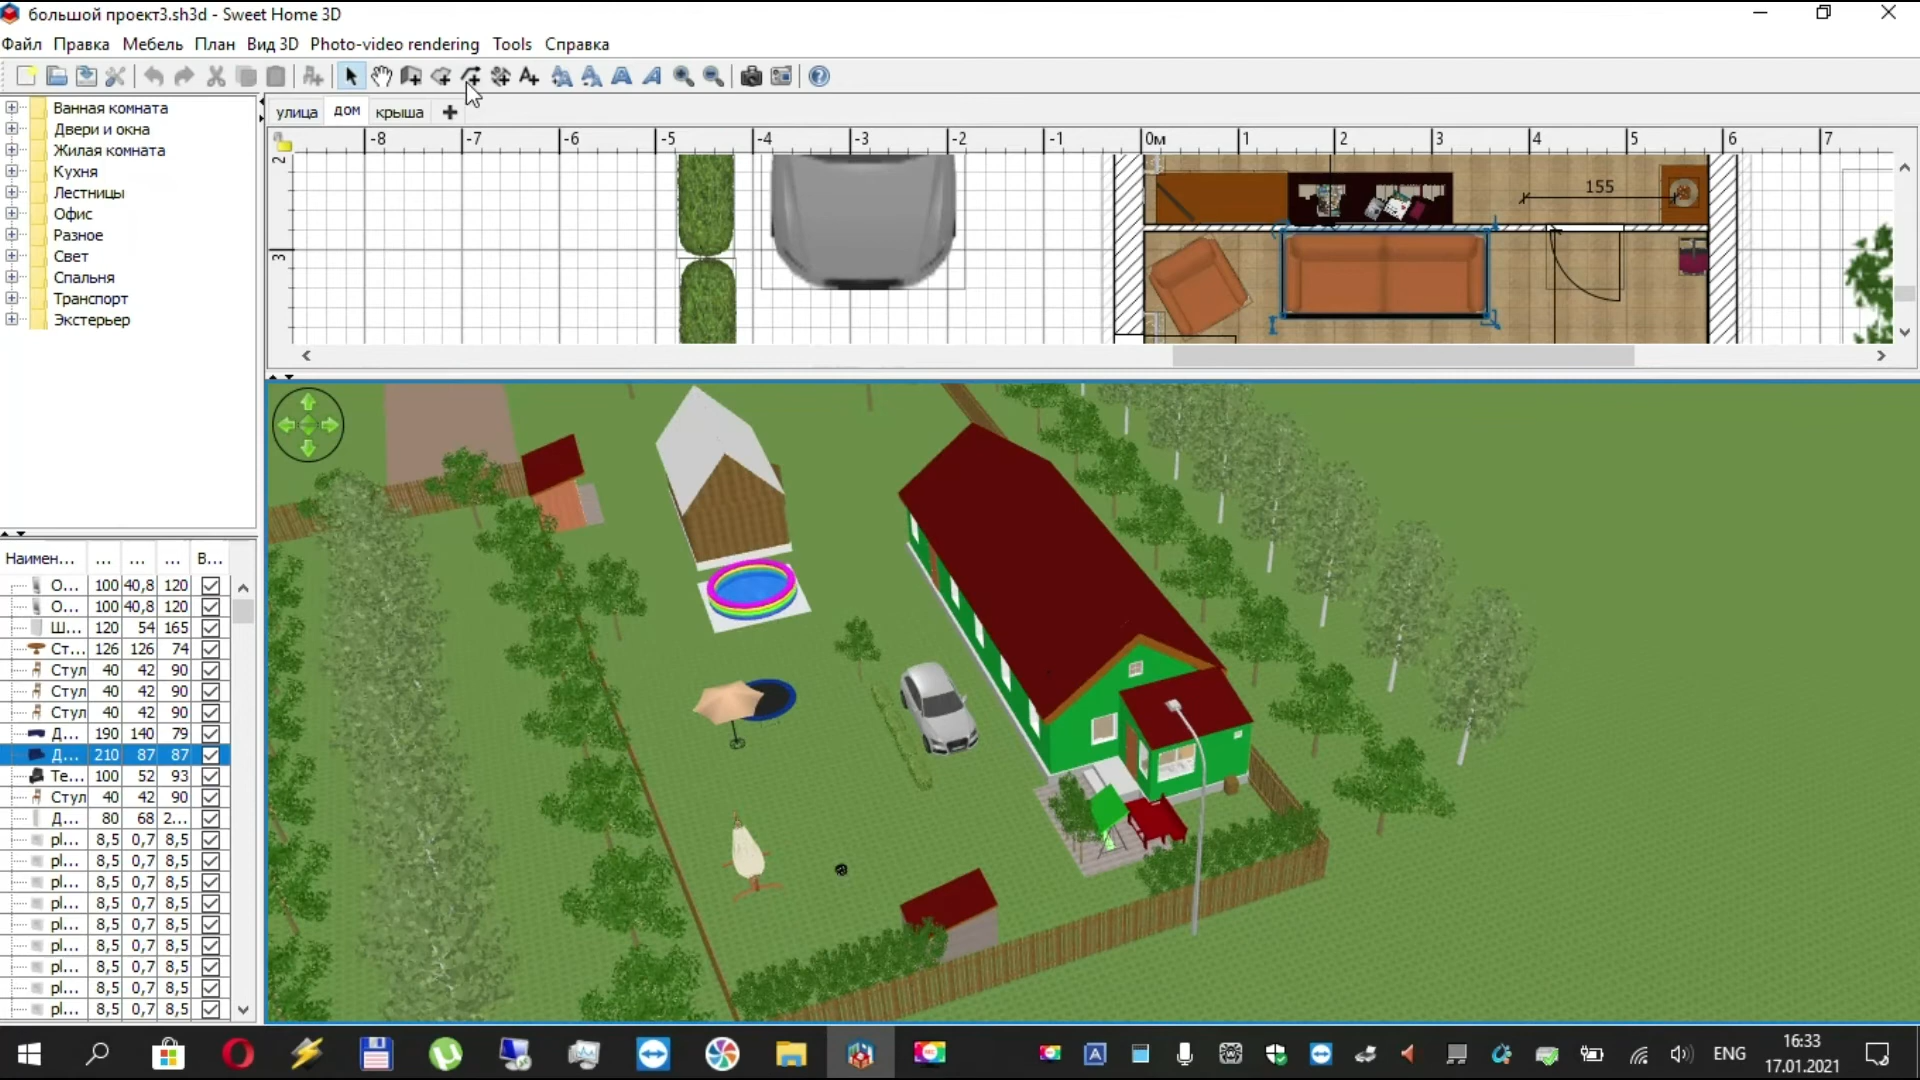 большой проект3.sh3d - Sweet Home 3D
Файл Правка Мебель План Вид 3D Photo-video rendering Tools Справка
улица дом крыша
Ванная комната
Двери и окна
Жилая комната
Кухня
Лестницы
Офис
Разное
Свет
Спальня
Транспорт
Экстерьер
-8 -7 -6 -5 -4 -3 -2 -1 0м 1 2 3 4 5 6 7
2
3
155
Наимен... ... ... ... В...
О... 100 40,8 120
О... 100 40,8 120
Ш... 120 54 165
Ст... 126 126 74
Стул 40 42 90
Стул 40 42 90
Стул 40 42 90
Д... 190 140 79
Д... 210 87 87
Те... 100 52 93
Стул 40 42 90
Д... 80 68 2...
pl... 8,5 0,7 8,5
pl... 8,5 0,7 8,5
pl... 8,5 0,7 8,5
pl... 8,5 0,7 8,5
pl... 8,5 0,7 8,5
pl... 8,5 0,7 8,5
pl... 8,5 0,7 8,5
pl... 8,5 0,7 8,5
pl... 8,5 0,7 8,5
ENG
16:33
17.01.2021